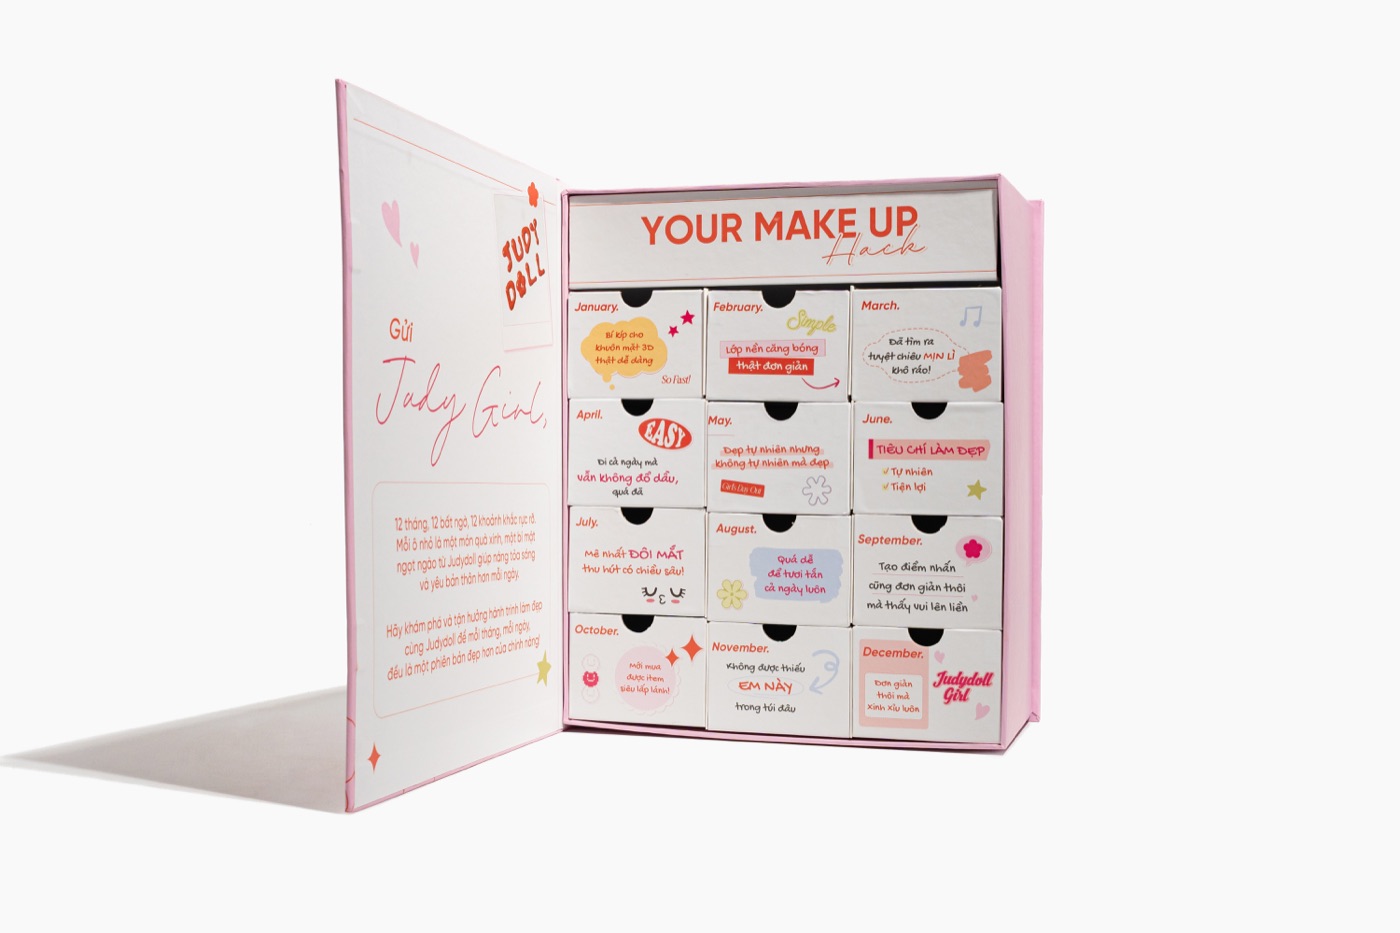 JUDY
DOLL
Gửi
Judy Girl,
12 tháng, 12 bất ngờ, 12 khoảnh khắc rực rỡ.
Mỗi ô nhỏ là một món quà xinh, một bí mật
ngọt ngào từ Judydoll giúp nàng tỏa sáng
và yêu bản thân hơn mỗi ngày.
Hãy khám phá và tận hưởng hành trình làm đẹp
cùng Judydoll để mỗi tháng, mỗi ngày,
đều là một phiên bản đẹp hơn của chính nàng!
YOUR MAKE UP
Hack
January.
Bí kíp cho
khuôn mặt 3D
thật dễ dàng
So Fast!
February.
Simple
Lớp nền căng bóng
thật đơn giản
March.
Đã tìm ra
tuyệt chiêu MỊN LÌ
khô ráo!
April.
EASY
Đi cả ngày mà
vẫn không đổ dầu,
quá đã
May.
Đẹp tự nhiên nhưng
không tự nhiên mà đẹp
Girls Day Out
June.
TIÊU CHÍ LÀM ĐẸP
Tự nhiên
Tiện lợi
July.
Mê nhất ĐÔI MẮT
thu hút có chiều sâu!
August.
Quá dễ
để tươi tắn
cả ngày luôn
September.
Tạo điểm nhấn
cũng đơn giản thôi
mà thấy vui lên liền
October.
Mới mua
được item
siêu lấp lánh!
November.
Không được thiếu
EM NÀY
trong túi đâu
December.
Đơn giản
thôi mà
xinh xỉu luôn
Judydoll
Girl